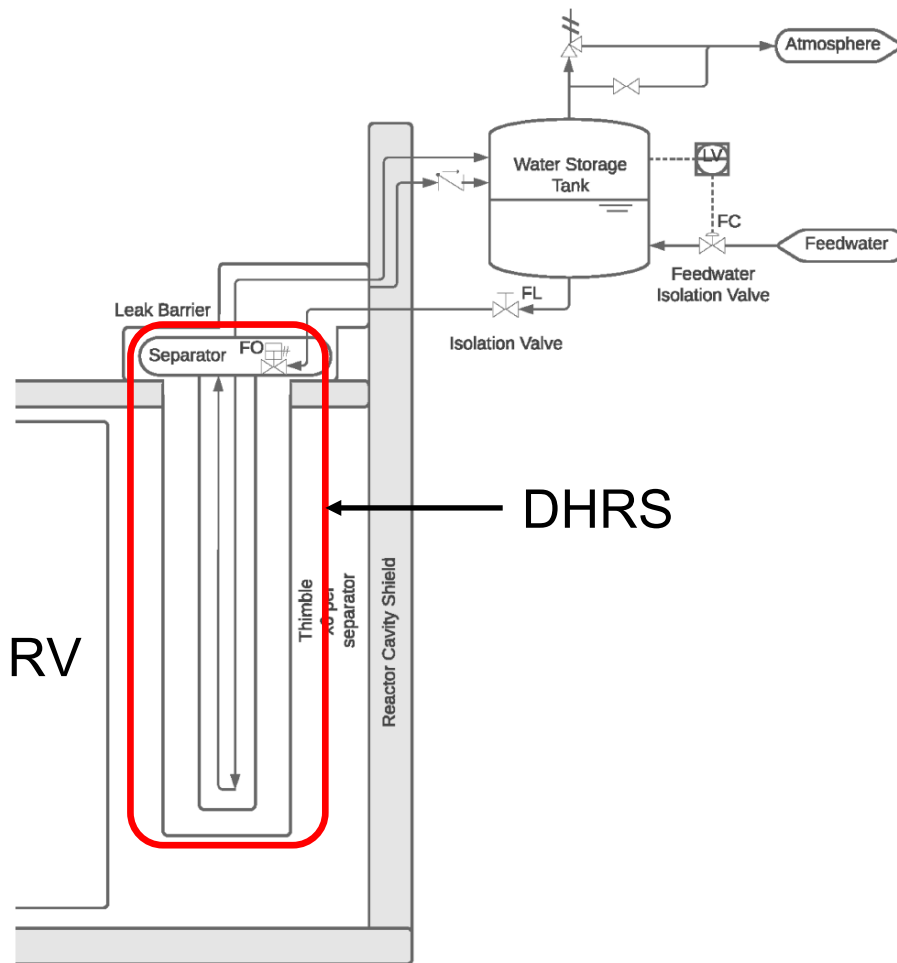 Atmosphere
Water Storage
Tank
LV
FC
Feedwater
Feedwater
Isolation Valve
FL
Isolation Valve
Leak Barrier
Separator
FO
DHRS
Thimble
per
separator
Reactor Cavity Shield
RV